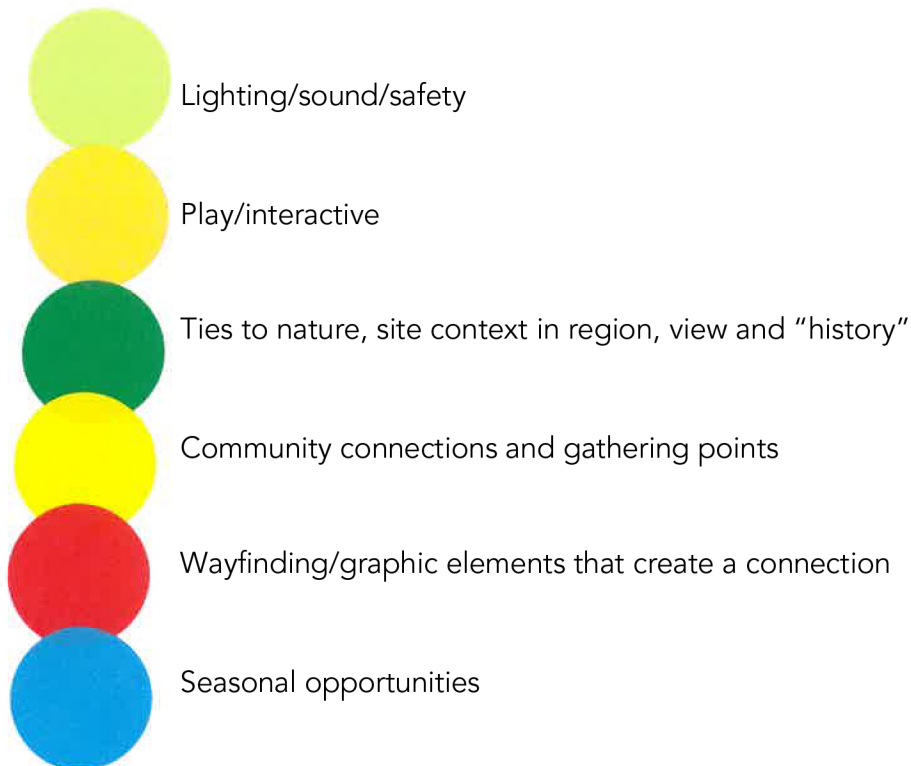 Lighting/sound/safety
Play/interactive
Ties to nature, site context in region, view and “history”
Community connections and gathering points
Wayfinding/graphic elements that create a connection
Seasonal opportunities